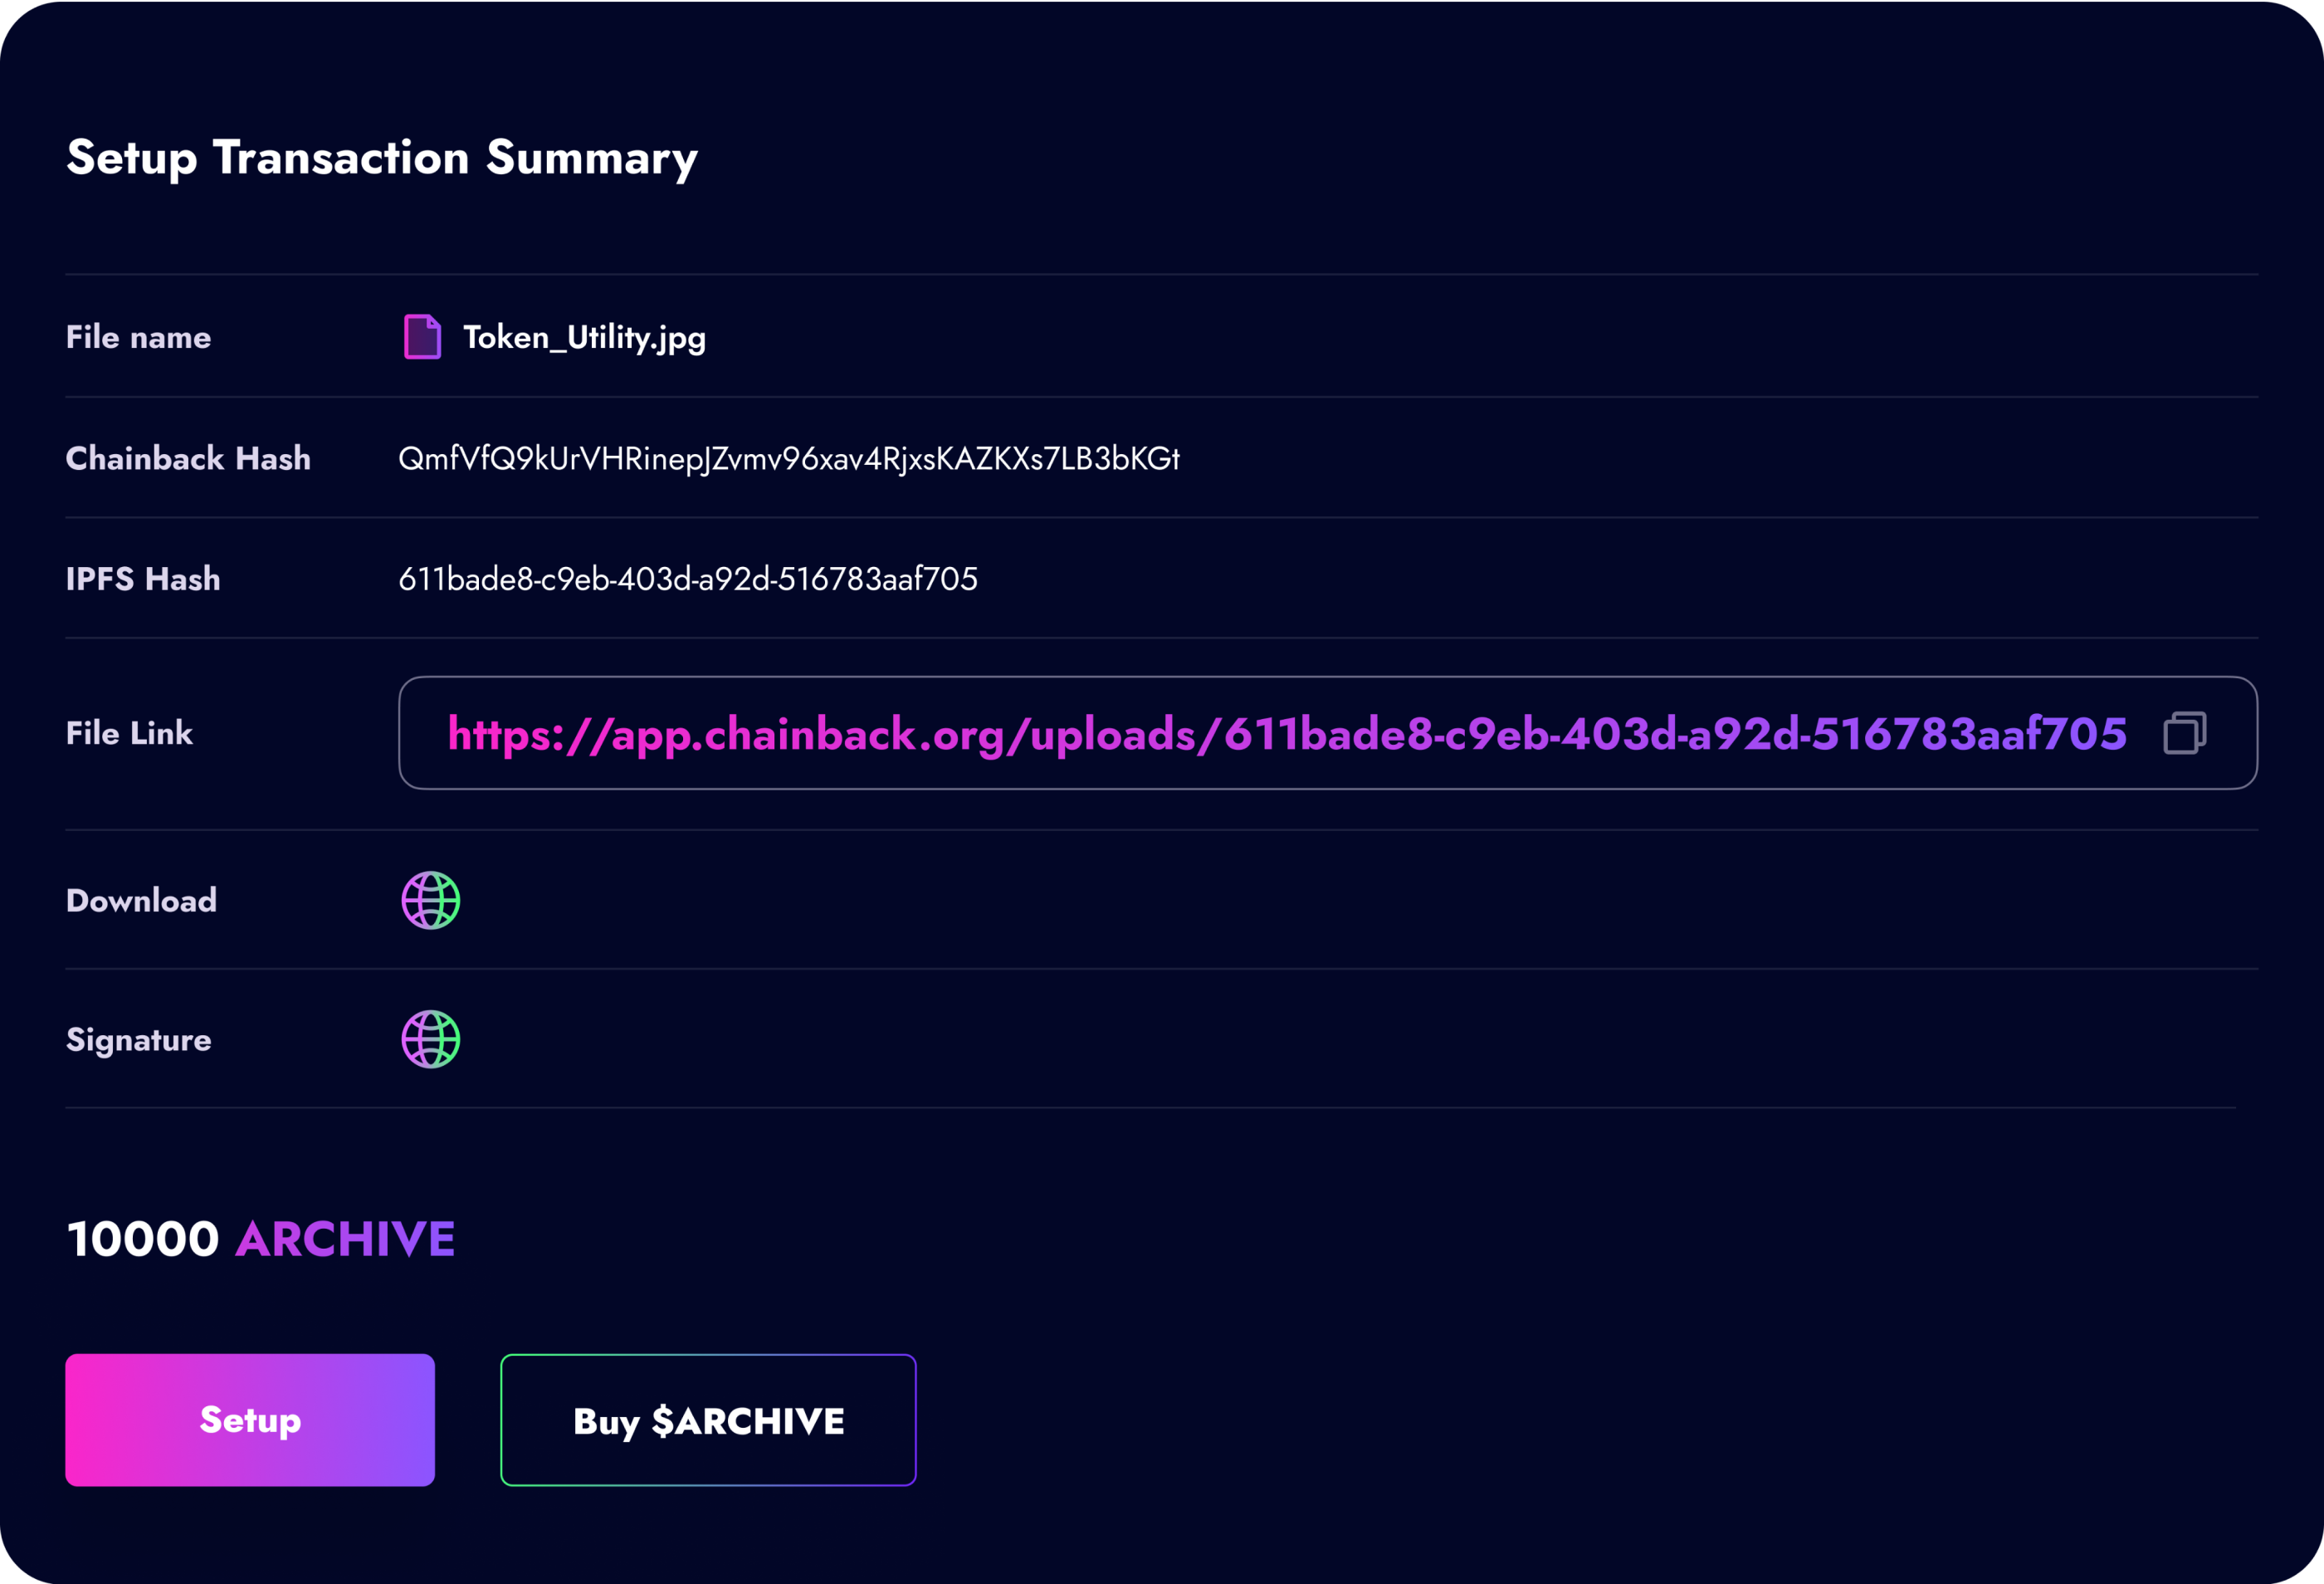 Setup Transaction Summary
File name Token_Utility.jpg
Chainback Hash QmfVfQ9kUrVHRinepJZvmv96xav4RjxsKAZKXs7LB3bKGt
IPFS Hash 611bade8-c9eb-403d-a92d-516783aaf705
File Link https://app.chainback.org/uploads/611bade8-c9eb-403d-a92d-516783aaf705
Download
Signature
10000 ARCHIVE
Setup Buy $ARCHIVE